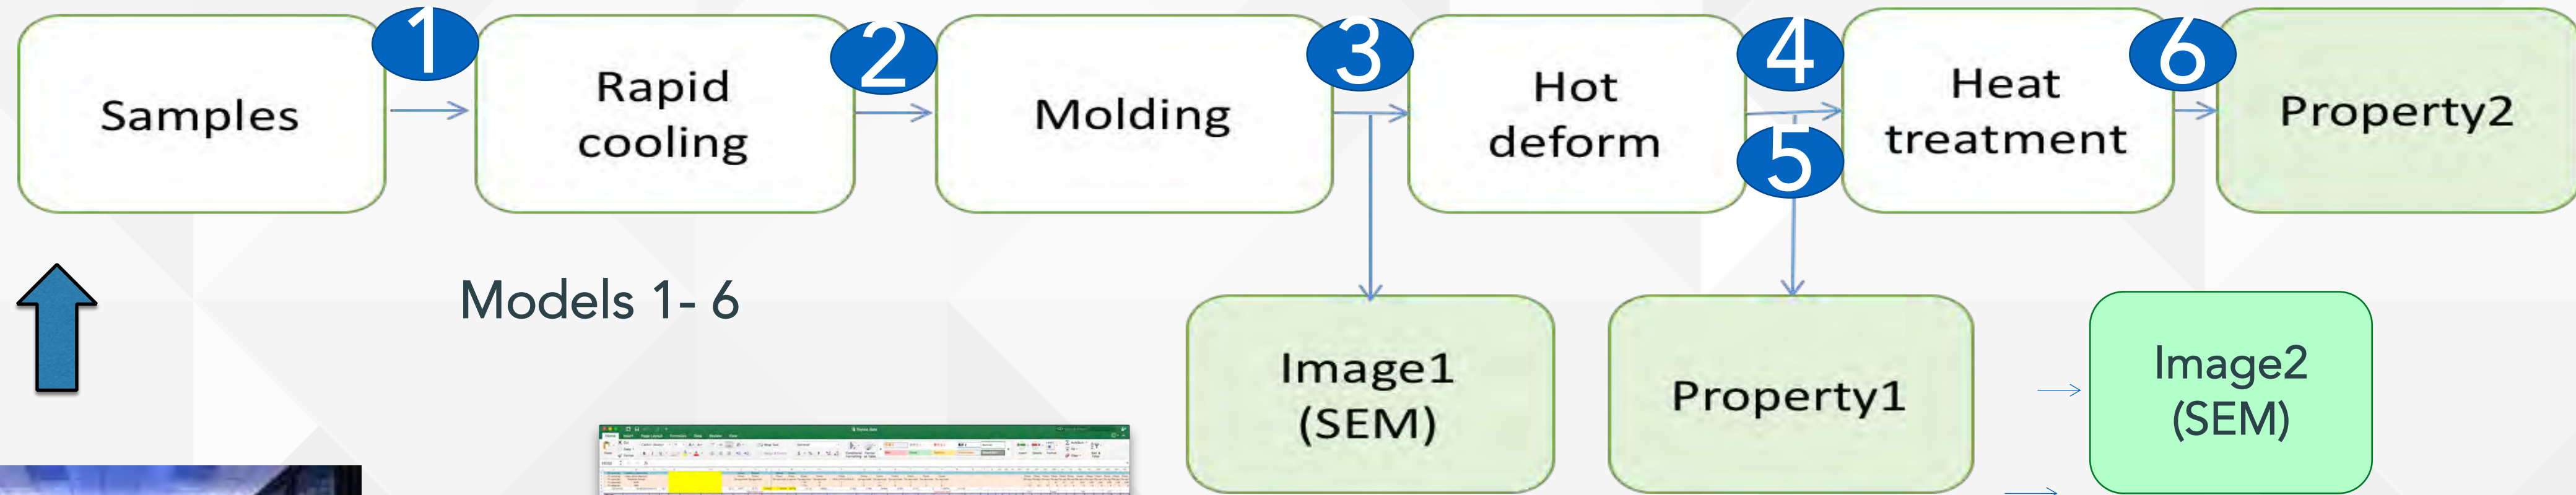 Samples
1
Rapid
cooling
2
Molding
3
Hot
deform
4
5
Heat
treatment
6
Property2
Models 1- 6
Image1
(SEM)
Property1
Image2
(SEM)